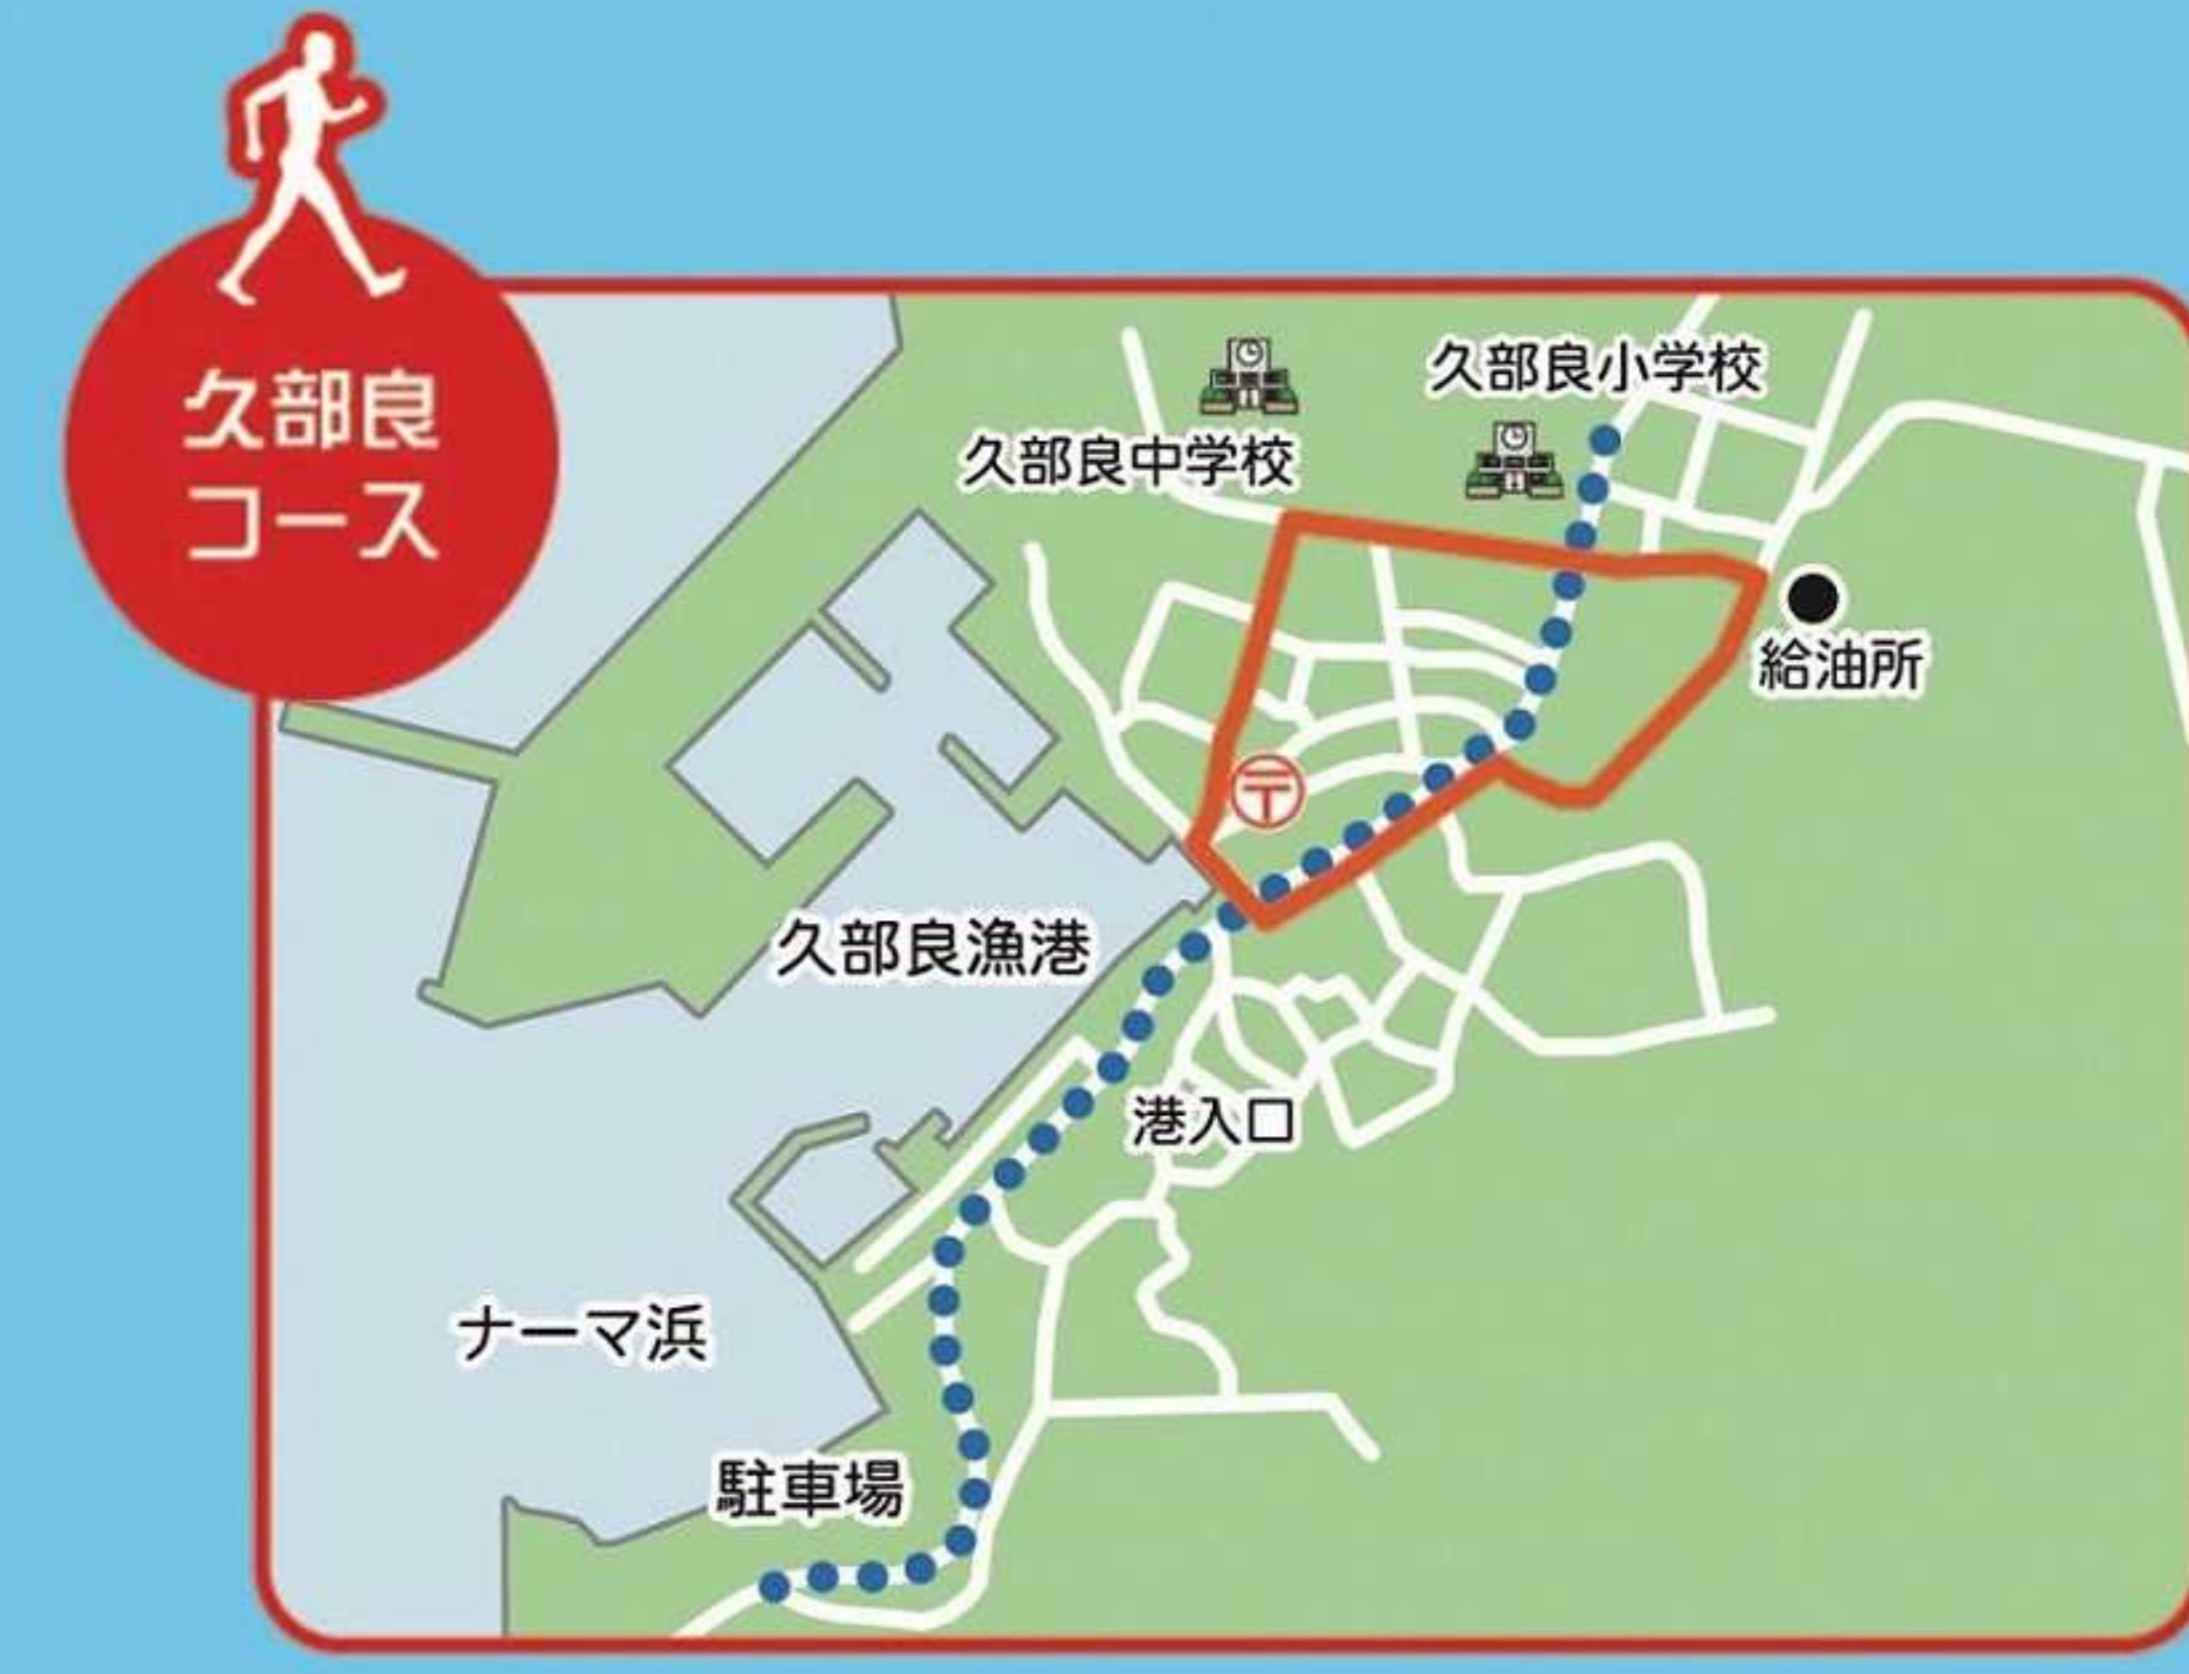 久部良
コース
久部良小学校
久部良中学校
給油所
〒
久部良漁港
港入口
ナーマ浜
駐車場